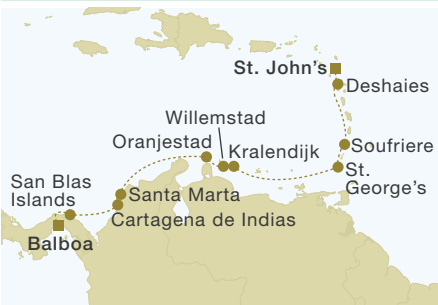 St. John's
Deshaies
Willemstad
Oranjestad
Kralendijk
Soufriere
St.
George's
San Blas
Islands
Santa Marta
Cartagena de Indias
Balboa